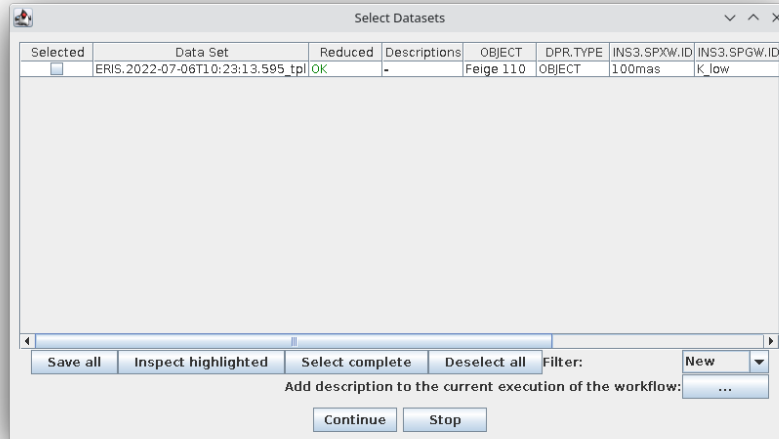 Select Datasets
Selected Data Set Reduced Descriptions OBJECT DPR.TYPE INS3.SPXW.ID INS3.SPGW.ID
ERIS.2022-07-06T10:23:13.595_tpl OK - Feige 110 OBJECT 100mas K_low
Save all Inspect highlighted Select complete Deselect all Filter: New
Add description to the current execution of the workflow: ...
Continue Stop